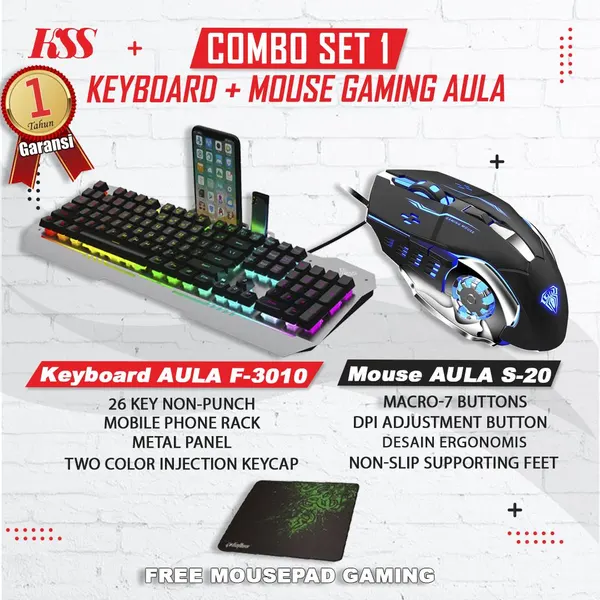 KSS
COMBO SET 1
KEYBOARD + MOUSE GAMING AULA
1
Tahun
Garansi
Keyboard AULA F-3010
26 KEY NON-PUNCH
MOBILE PHONE RACK
METAL PANEL
TWO COLOR INJECTION KEYCAP
Mouse AULA S-20
MACRO-7 BUTTONS
DPI ADJUSTMENT BUTTON
DESAIN ERGONOMIS
NON-SLIP SUPPORTING FEET
FREE MOUSEPAD GAMING